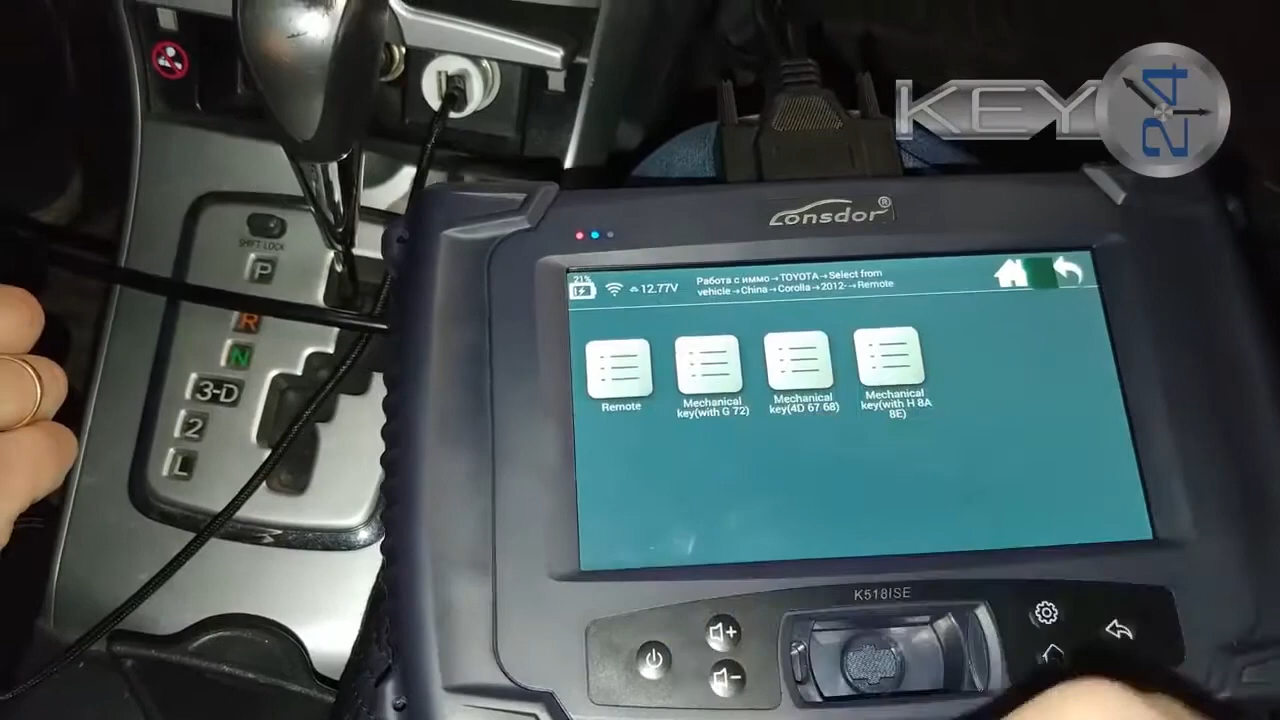 KEY
24
SHIFT LOCK
P
R
N
3-D
2
L
Lonsdor®
21%
12.77V
Работа с иммо→TOYOTA→Select from
vehicle→China→Corolla→2012-→Remote
Remote
Mechanical
key(with G 72)
Mechanical
key(4D 67 68)
Mechanical
key(with H 8A
8E)
K518ISE